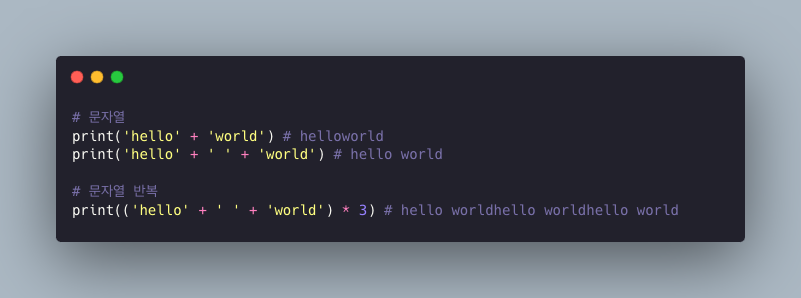 # 문자열
print('hello' + 'world') # helloworld
print('hello' + ' ' + 'world') # hello world
# 문자열 반복
print(('hello' + ' ' + 'world') * 3) # hello worldhello worldhello world